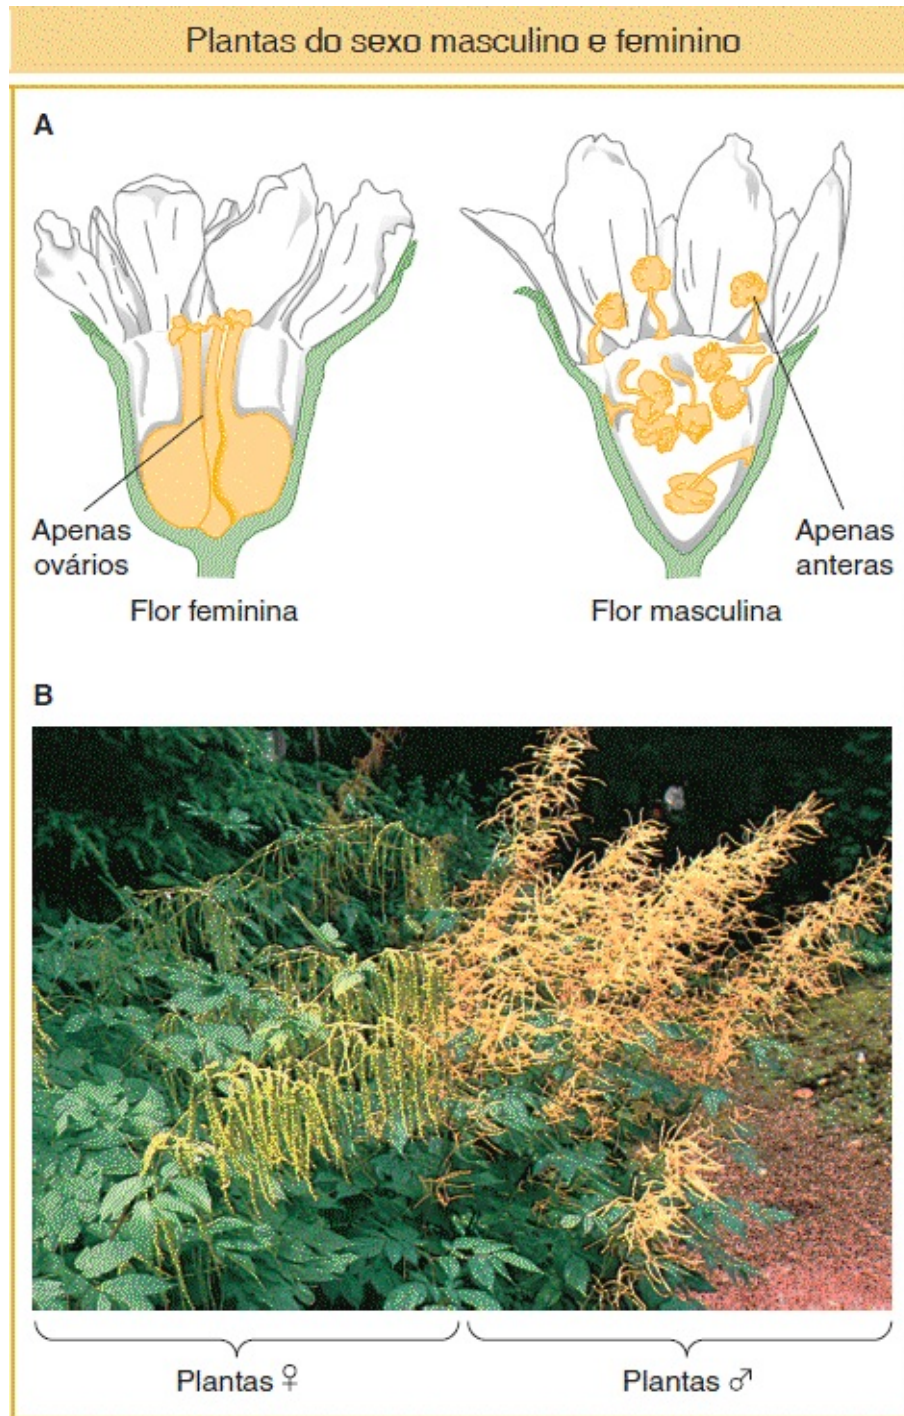 Plantas do sexo masculino e feminino
A
Apenas
ovários
Apenas
anteras
Flor feminina
Flor masculina
B
Plantas ♀
Plantas ♂